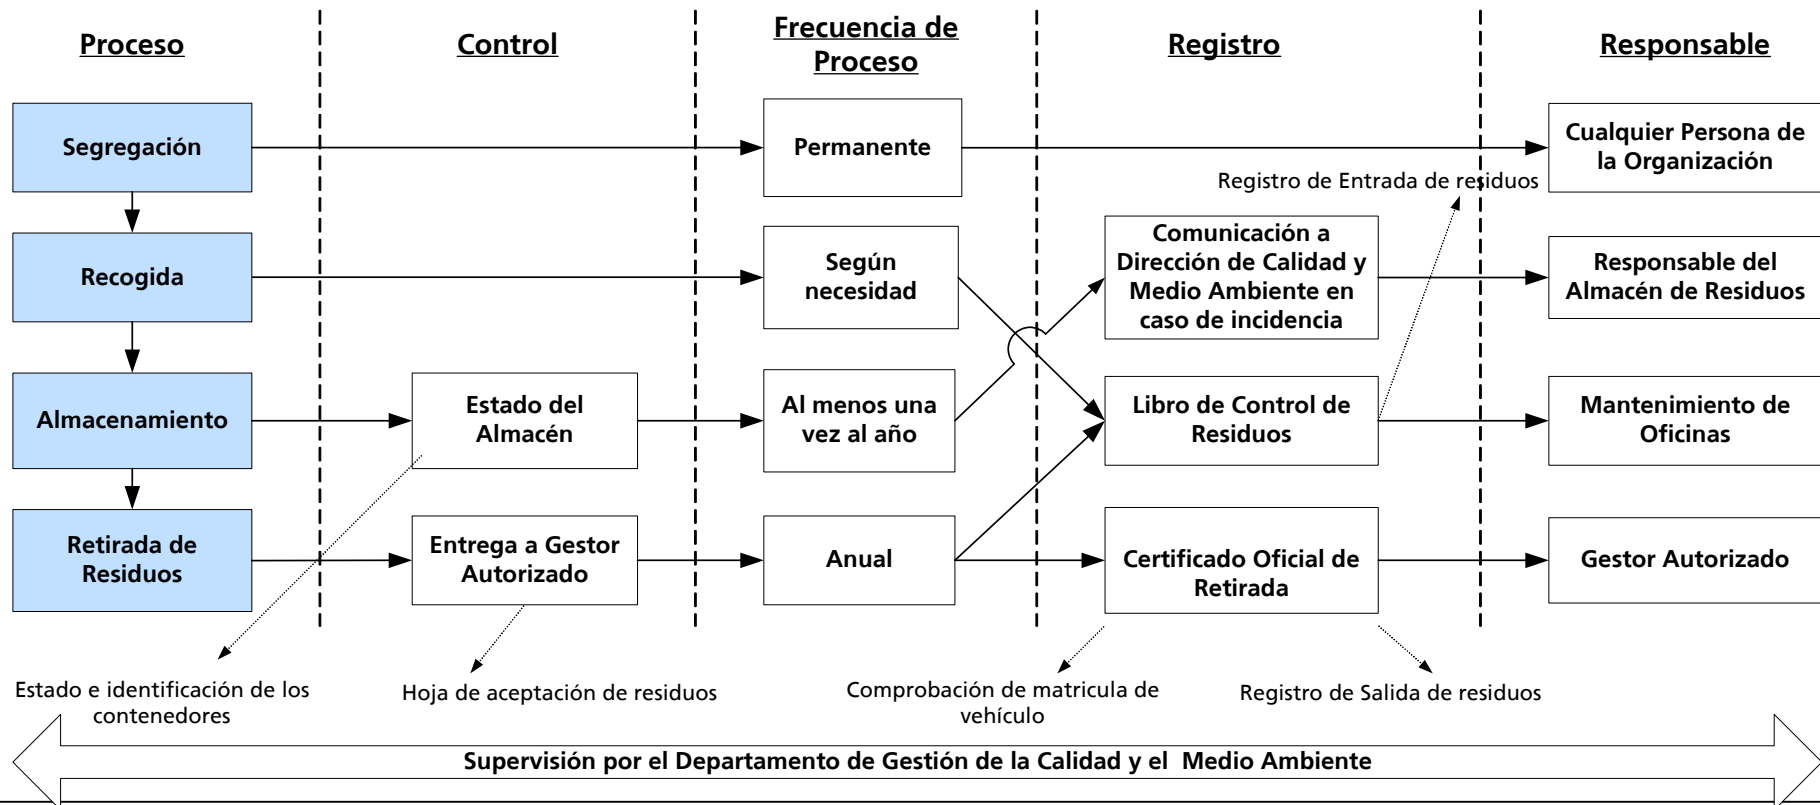 Proceso
Control
Frecuencia de
Proceso
Registro
Responsable
Segregación
Permanente
Cualquier Persona de
la Organización
Registro de Entrada de residuos
Recogida
Según
necesidad
Comunicación a
Dirección de Calidad y
Medio Ambiente en
caso de incidencia
Responsable del
Almacén de Residuos
Almacenamiento
Estado del
Almacén
Al menos una
vez al año
Libro de Control de
Residuos
Mantenimiento de
Oficinas
Retirada de
Residuos
Entrega a Gestor
Autorizado
Anual
Certificado Oficial de
Retirada
Gestor Autorizado
Estado e identificación de los
contenedores
Hoja de aceptación de residuos
Comprobación de matricula de
vehículo
Registro de Salida de residuos
Supervisión por el Departamento de Gestión de la Calidad y el  Medio Ambiente